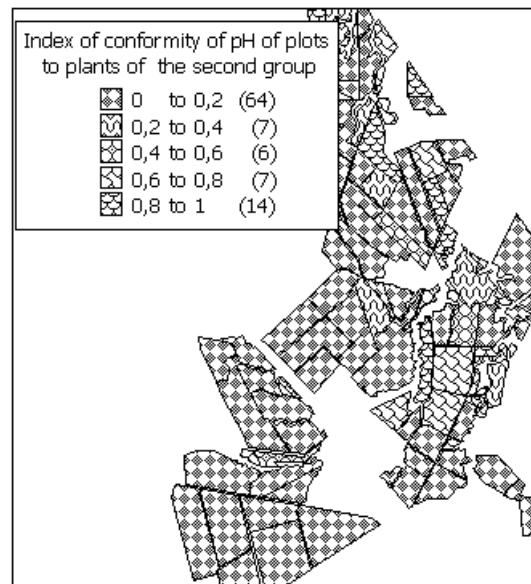 Index of conformity of pH of plots
to plants of the second group
0 to 0,2 (64)
0,2 to 0,4 (7)
0,4 to 0,6 (6)
0,6 to 0,8 (7)
0,8 to 1 (14)